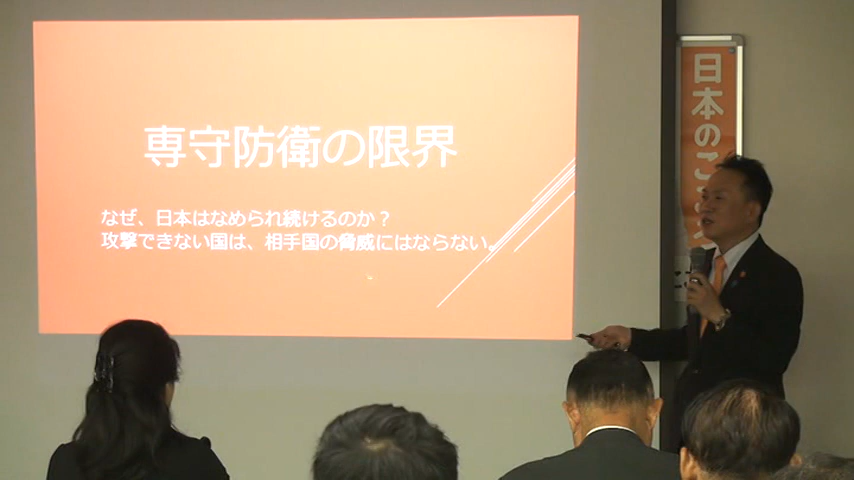 専守防衛の限界
なぜ、日本はなめられ続けるのか？
攻撃できない国は、相手国の脅威にはならない。
日本のこ